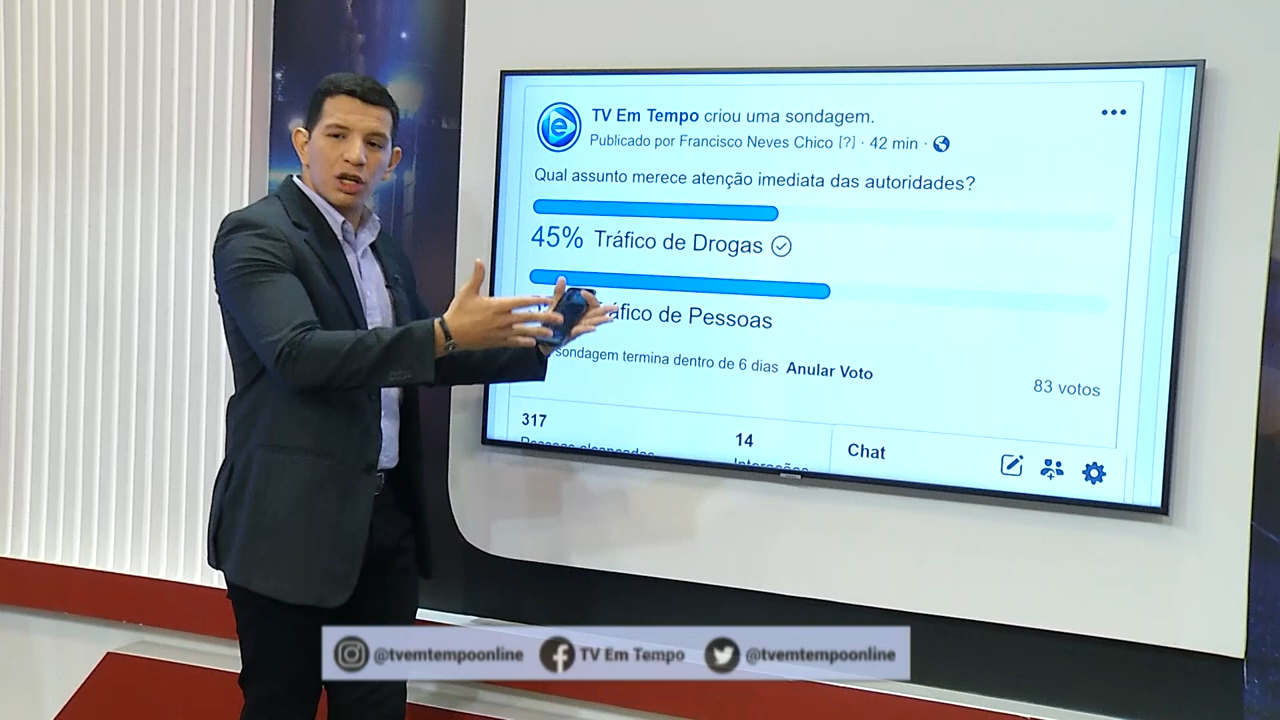 TV Em Tempo criou uma sondagem.
Publicado por Francisco Neves Chico [?] · 42 min ·
Qual assunto merece atenção imediata das autoridades?
45% Tráfico de Drogas
de Pessoas
sondagem termina dentro de 6 dias Anular Voto
83 votos
317
14
Chat
@tvemtempoonline TV Em Tempo @tvemtempoonline